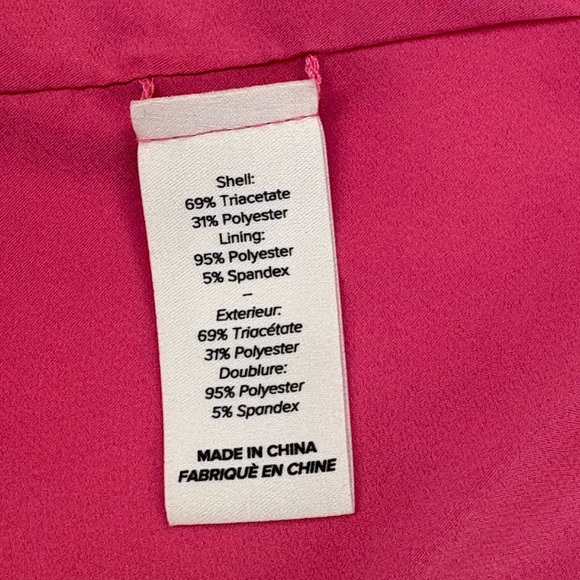 Shell:
69% Triacetate
31% Polyester
Lining:
95% Polyester
5% Spandex
–
Exterieur:
69% Triacétate
31% Polyester
Doublure:
95% Polyester
5% Spandex
MADE IN CHINA
FABRIQUÈ EN CHINE